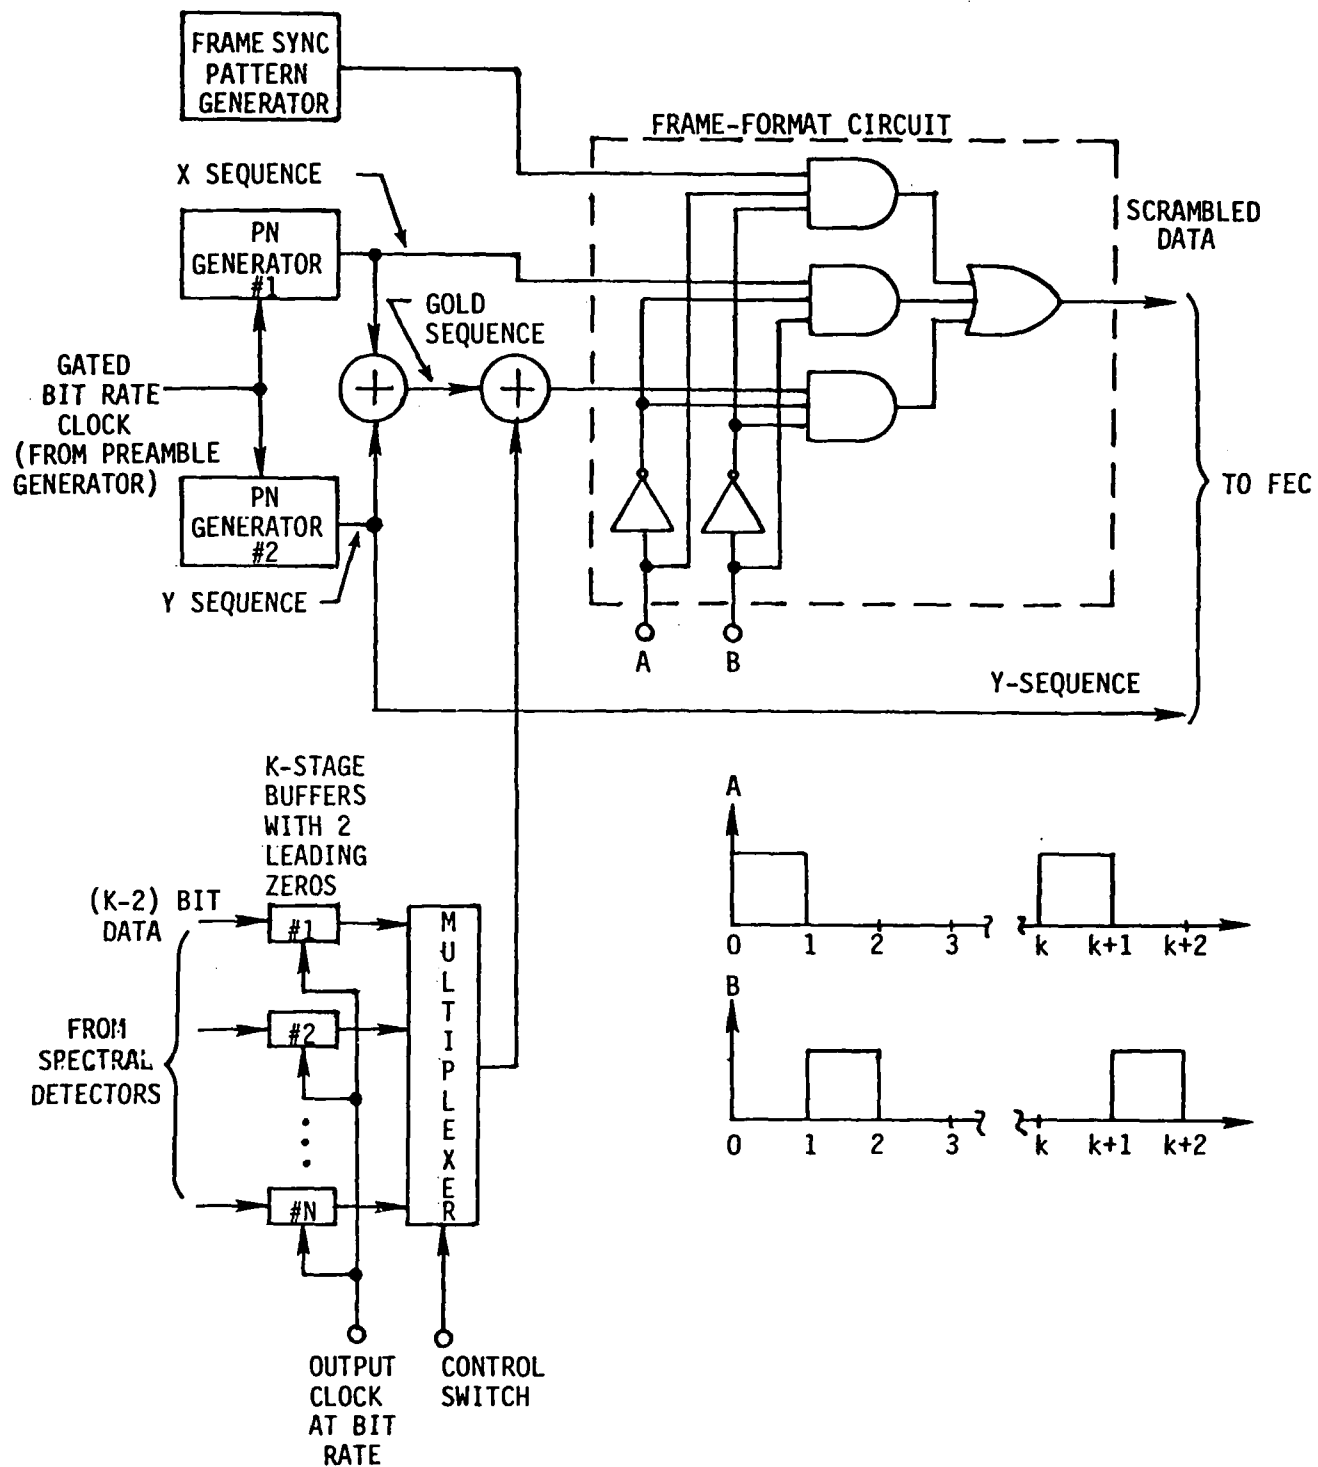 FRAME SYNC
PATTERN
GENERATOR
FRAME-FORMAT CIRCUIT
X SEQUENCE
PN
GENERATOR
#1
SCRAMBLED
DATA
GOLD
SEQUENCE
GATED
BIT RATE
CLOCK
(FROM PREAMBLE
GENERATOR)
PN
GENERATOR
#2
TO FEC
Y SEQUENCE
A
B
Y-SEQUENCE
K-STAGE
BUFFERS
WITH 2
LEADING
ZEROS
(K-2) BIT
DATA
#1
#2
#N
FROM
SPECTRAL
DETECTORS
MULTIPLEXER
OUTPUT
CLOCK
AT BIT
RATE
CONTROL
SWITCH
A
0 1 2 3 k k+1 k+2
B
0 1 2 3 k k+1 k+2